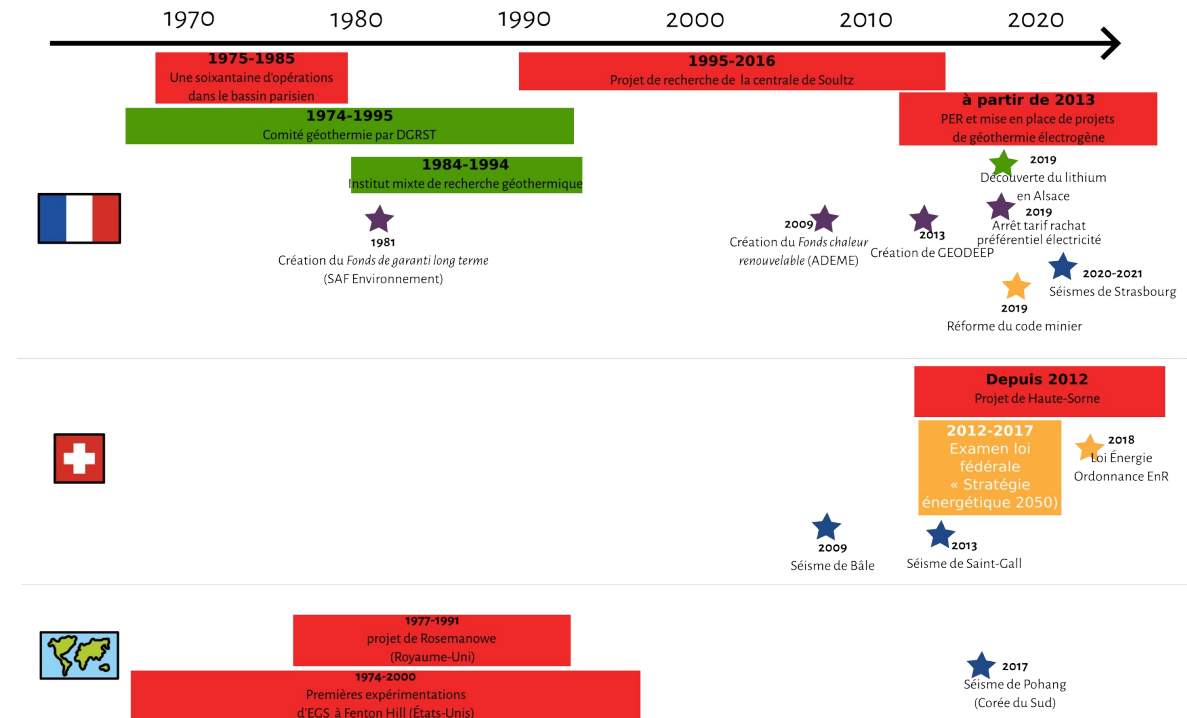 1970 1980 1990 2000 2010 2020
1975-1985
Une soixantaine d'opérations
dans le bassin parisien
1995-2016
Projet de recherche de la centrale de Soultz
à partir de 2013
PER et mise en place de projets
de géothermie électrogène
1974-1995
Comité géothermie par DGRST
1984-1994
Institut mixte de recherche géothermique
2019
Découverte du lithium
en Alsace
2019
Arrêt tarif rachat
préférentiel électricité
1981
Création du Fonds de garanti long terme
(SAF Environnement)
2009
Création du Fonds chaleur
renouvelable (ADEME)
2013
Création de GEODEEP
2020-2021
Séismes de Strasbourg
2019
Réforme du code minier
Depuis 2012
Projet de Haute-Sorne
2012-2017
Examen loi
fédérale
« Stratégie
énergétique 2050)
2018
Loi Énergie
Ordonnance EnR
2009
Séisme de Bâle
2013
Séisme de Saint-Gall
1977-1991
projet de Rosemanowe
(Royaume-Uni)
1974-2000
Premières expérimentations
d'EGS à Fenton Hill (États-Unis)
2017
Séisme de Pohang
(Corée du Sud)